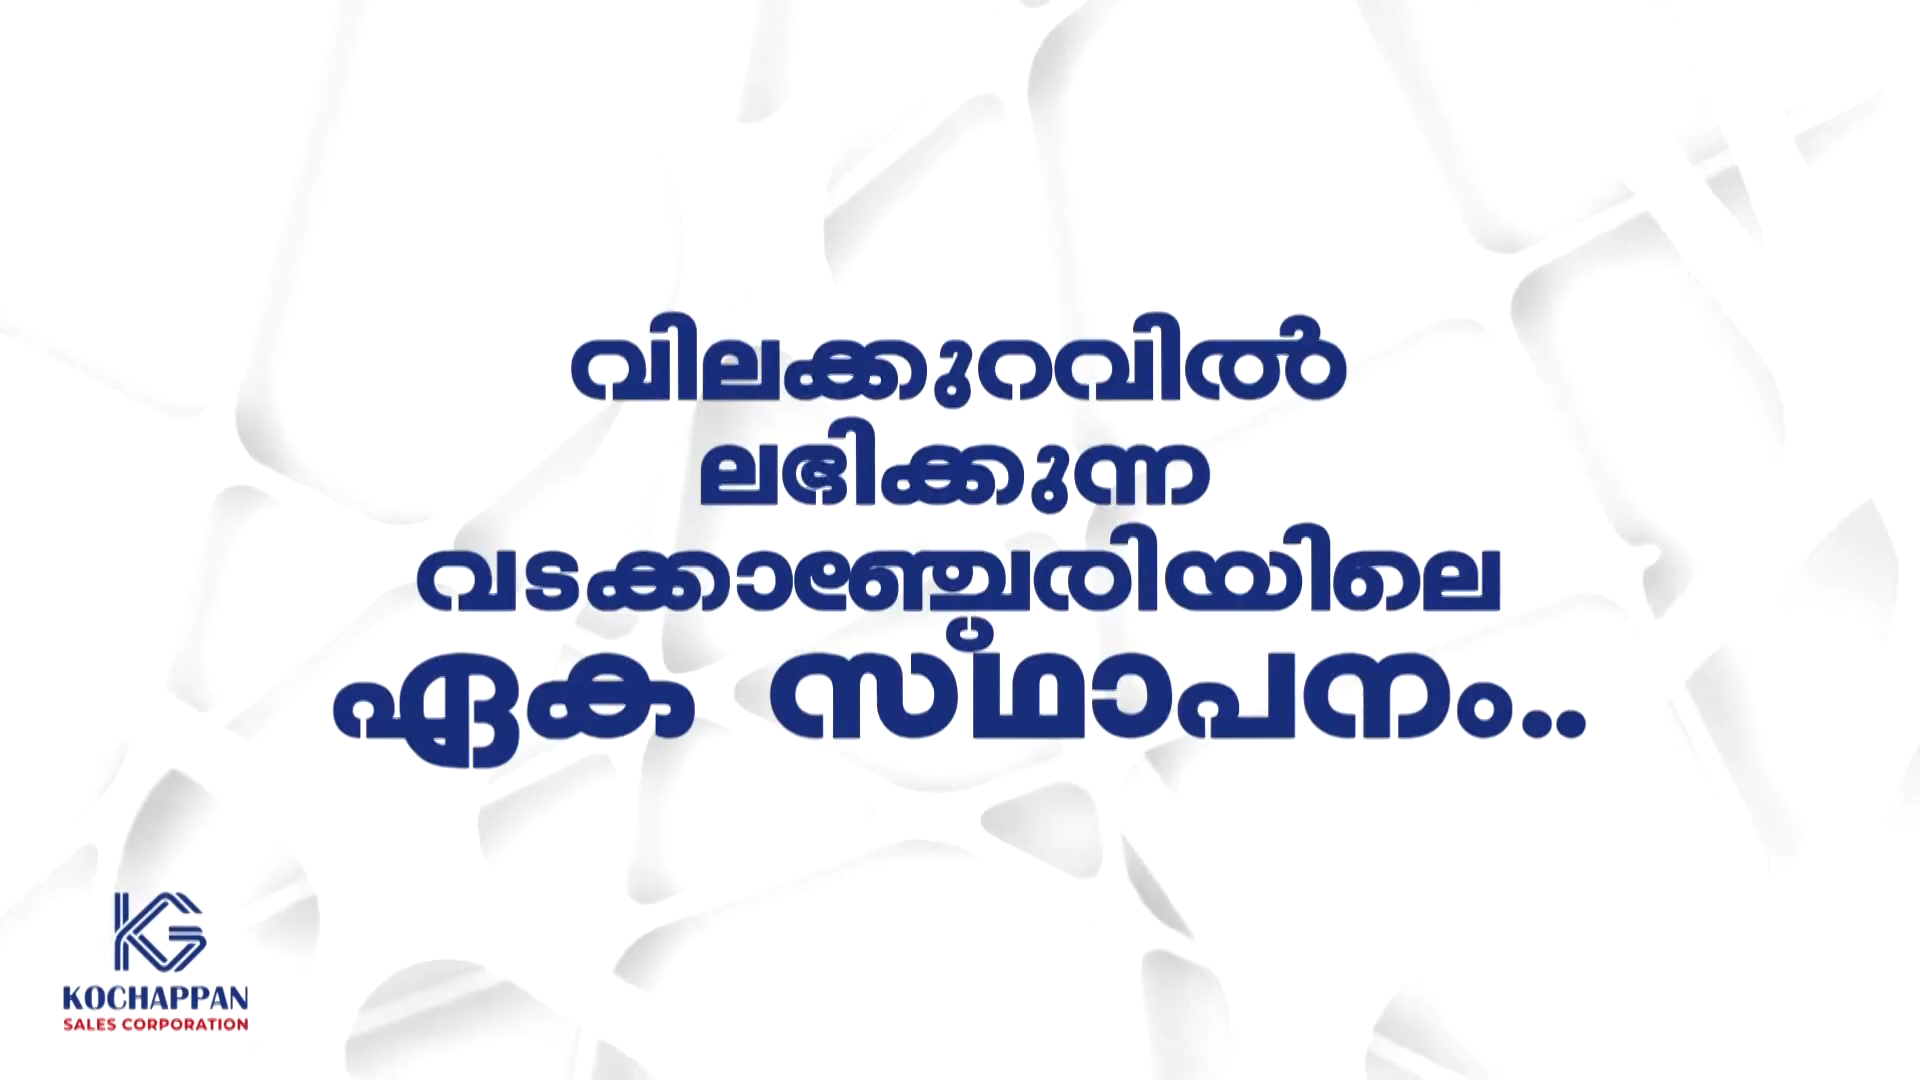 വിലക്കുറവിൽ
ലഭിക്കുന്ന
വടക്കാഞ്ചേരിയിലെ
ഏക സ്ഥാപനം..
KOCHAPPAN
SALES CORPORATION